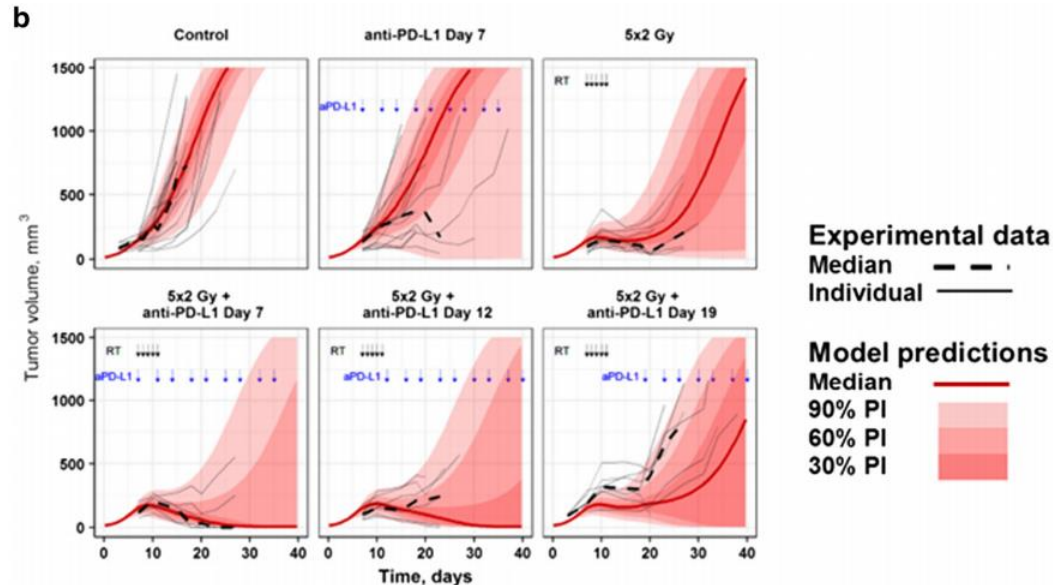 b
Control
anti-PD-L1 Day 7
5x2 Gy
1500
1000
500
0
aPD-L1
RT
Tumor volume, mm3
5x2 Gy +
anti-PD-L1 Day 7
5x2 Gy +
anti-PD-L1 Day 12
5x2 Gy +
anti-PD-L1 Day 19
1500
1000
500
0
RT
aPD-L1
RT
aPD-L1
RT
aPD-L1
0 10 20 30 40
0 10 20 30 40
0 10 20 30 40
Time, days
Experimental data
Median
Individual
Model predictions
Median
90% PI
60% PI
30% PI